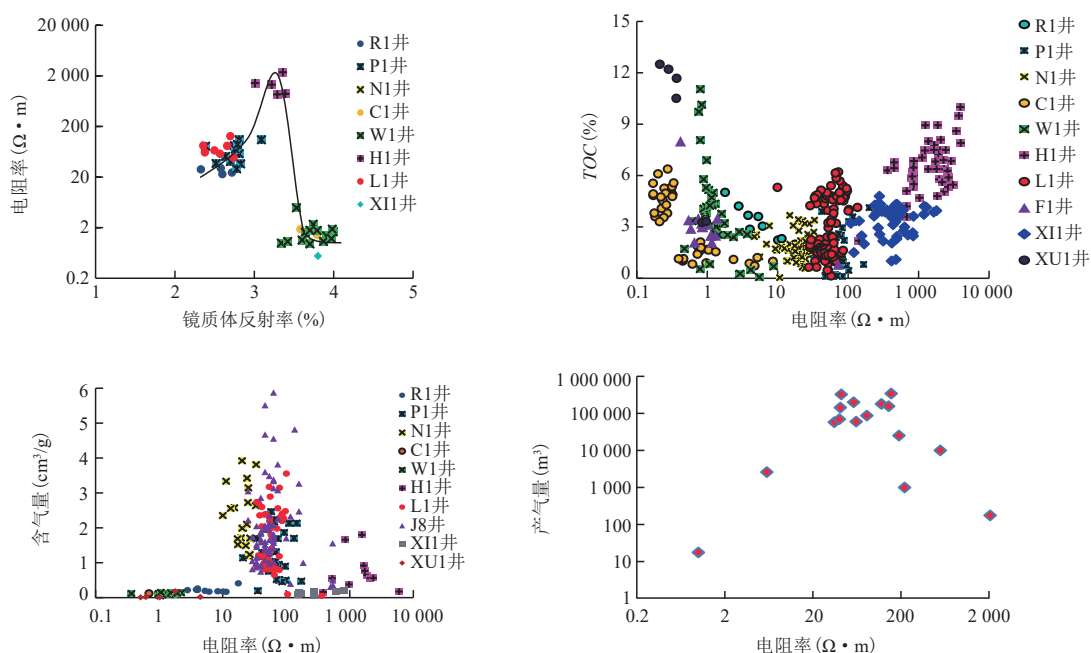 20 000
2 000
200
20
2
0.2
电阻率(Ω·m)
1 2 3 4 5
镜质体反射率(%)
R1井
P1井
N1井
C1井
W1井
H1井
L1井
XI1井
15
12
9
6
3
0
TOC(%)
0.1 1 10 100 1 000 10 000
电阻率(Ω·m)
R1井
P1井
N1井
C1井
W1井
H1井
L1井
F1井
XI1井
XU1井
6
5
4
3
2
1
0
含气量(cm³/g)
0.1 1 10 100 1 000 10 000
电阻率(Ω·m)
R1井
P1井
N1井
C1井
W1井
H1井
L1井
J8井
XI1井
XU1井
1 000 000
100 000
10 000
1 000
100
10
1
产气量(m³)
0.2 2 20 200 2 000
电阻率(Ω·m)